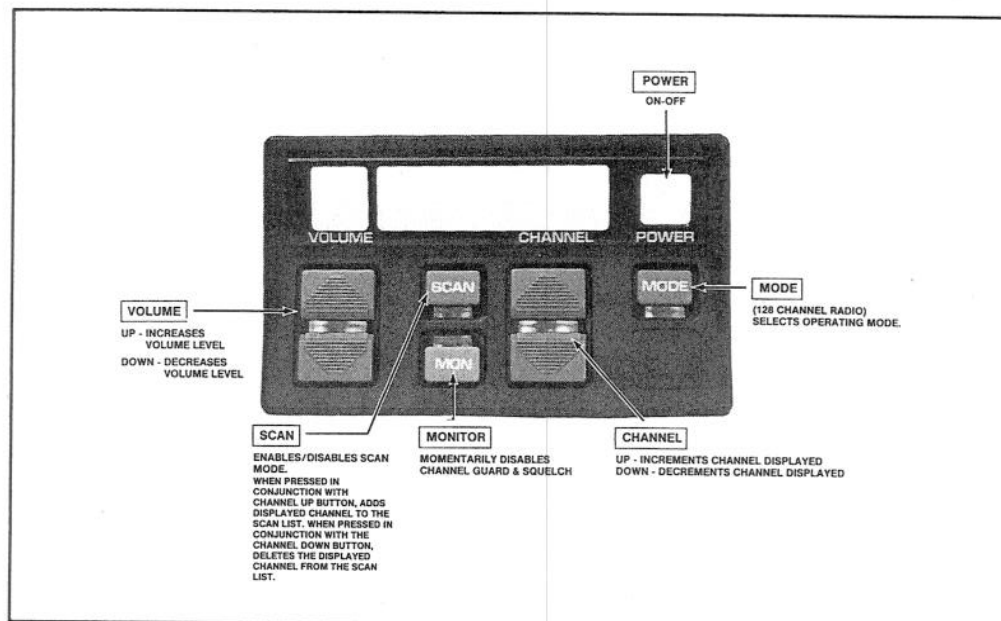 POWER
ON-OFF
VOLUME
CHANNEL
POWER
SCAN
MODE
MON
VOLUME
UP - INCREASES
VOLUME LEVEL
DOWN - DECREASES
VOLUME LEVEL
MODE
(128 CHANNEL RADIO)
SELECTS OPERATING MODE.
SCAN
ENABLES/DISABLES SCAN
MODE.
WHEN PRESSED IN
CONJUNCTION WITH
CHANNEL UP BUTTON, ADDS
DISPLAYED CHANNEL TO THE
SCAN LIST. WHEN PRESSED IN
CONJUNCTION WITH THE
CHANNEL DOWN BUTTON,
DELETES THE DISPLAYED
CHANNEL FROM THE SCAN
LIST.
MONITOR
MOMENTARILY DISABLES
CHANNEL GUARD & SQUELCH
CHANNEL
UP - INCREMENTS CHANNEL DISPLAYED
DOWN - DECREMENTS CHANNEL DISPLAYED